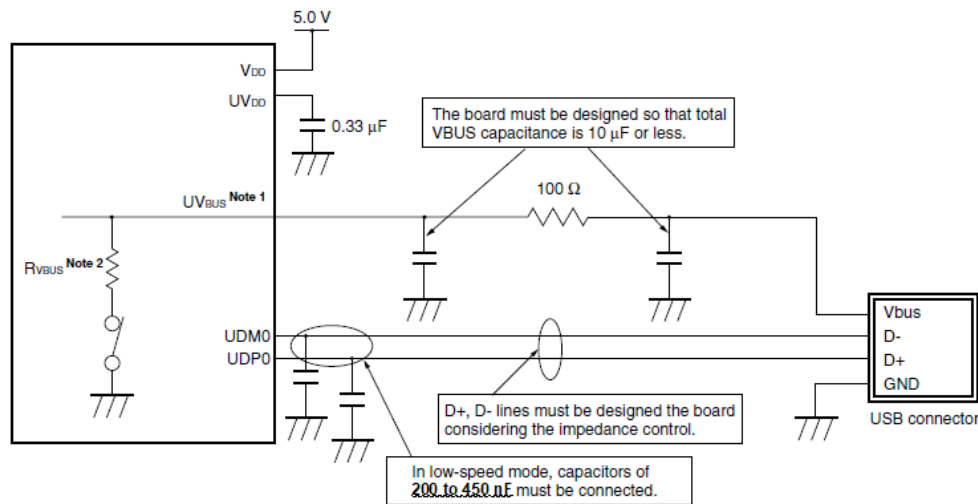 5.0 V
VDD
UVDD
0.33 μF
The board must be designed so that total
VBUS capacitance is 10 μF or less.
100 Ω
UVBUS Note 1
RVBUS Note 2
Vbus
UDM0
D-
UDP0
D+
GND
USB connector
D+, D- lines must be designed the board
considering the impedance control.
In low-speed mode, capacitors of
200 to 450 nF must be connected.